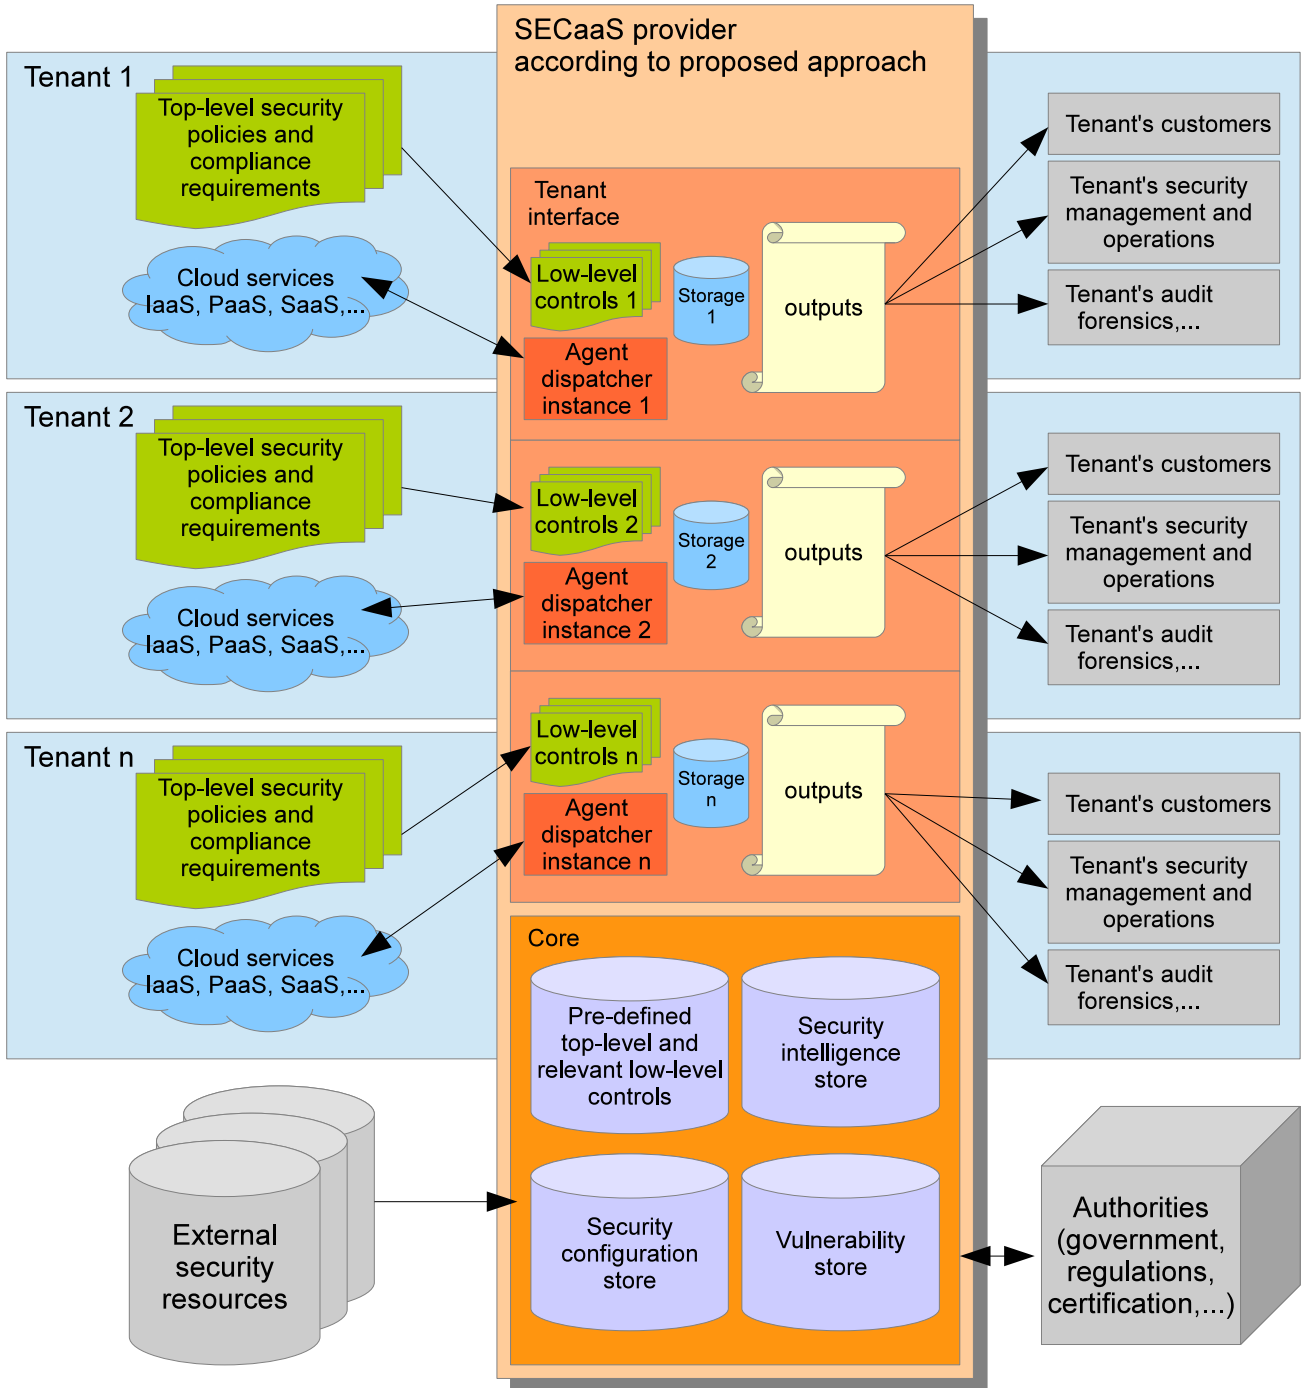 SECaaS provider
according to proposed approach
Tenant 1
Top-level security
policies and
compliance
requirements
Cloud services
IaaS, PaaS, SaaS,...
Tenant
interface
Low-level
controls 1
Agent
dispatcher
instance 1
Storage
1
outputs
Tenant's customers
Tenant's security
management and
operations
Tenant's audit
forensics,...
Tenant 2
Top-level security
policies and
compliance
requirements
Cloud services
IaaS, PaaS, SaaS,...
Low-level
controls 2
Agent
dispatcher
instance 2
Storage
2
outputs
Tenant's customers
Tenant's security
management and
operations
Tenant's audit
forensics,...
Tenant n
Top-level security
policies and
compliance
requirements
Cloud services
IaaS, PaaS, SaaS,...
Low-level
controls n
Agent
dispatcher
instance n
Storage
n
outputs
Tenant's customers
Tenant's security
management and
operations
Tenant's audit
forensics,...
Core
Pre-defined
top-level and
relevant low-level
controls
Security
intelligence
store
Security
configuration
store
Vulnerability
store
External
security
resources
Authorities
(government,
regulations,
certification,...)